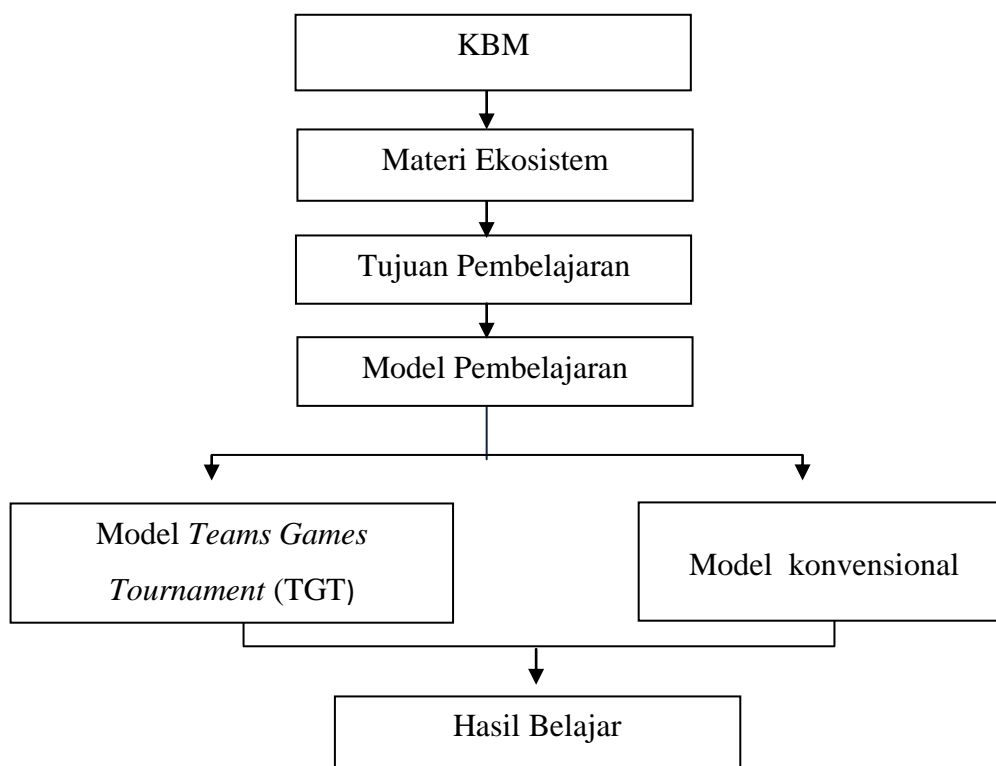 KBM
Materi Ekosistem
Tujuan Pembelajaran
Model Pembelajaran
Model Teams Games
Tournament (TGT)
Model konvensional
Hasil Belajar